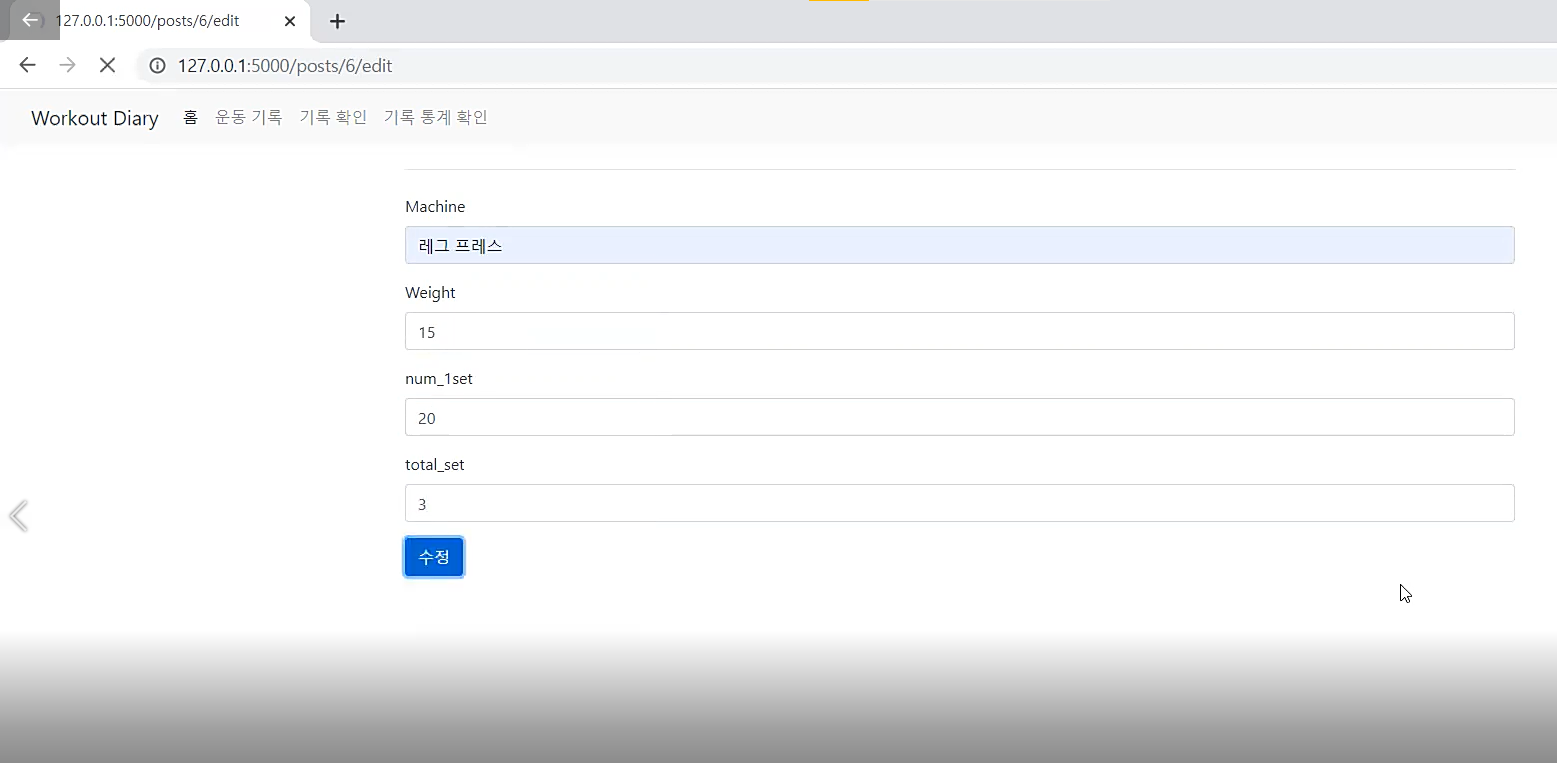 127.0.0.1:5000/posts/6/edit
127.0.0.1:5000/posts/6/edit
Workout Diary 홈 운동 기록 기록 확인 기록 통계 확인
Machine
레그 프레스
Weight
15
num_1set
20
total_set
3
수정